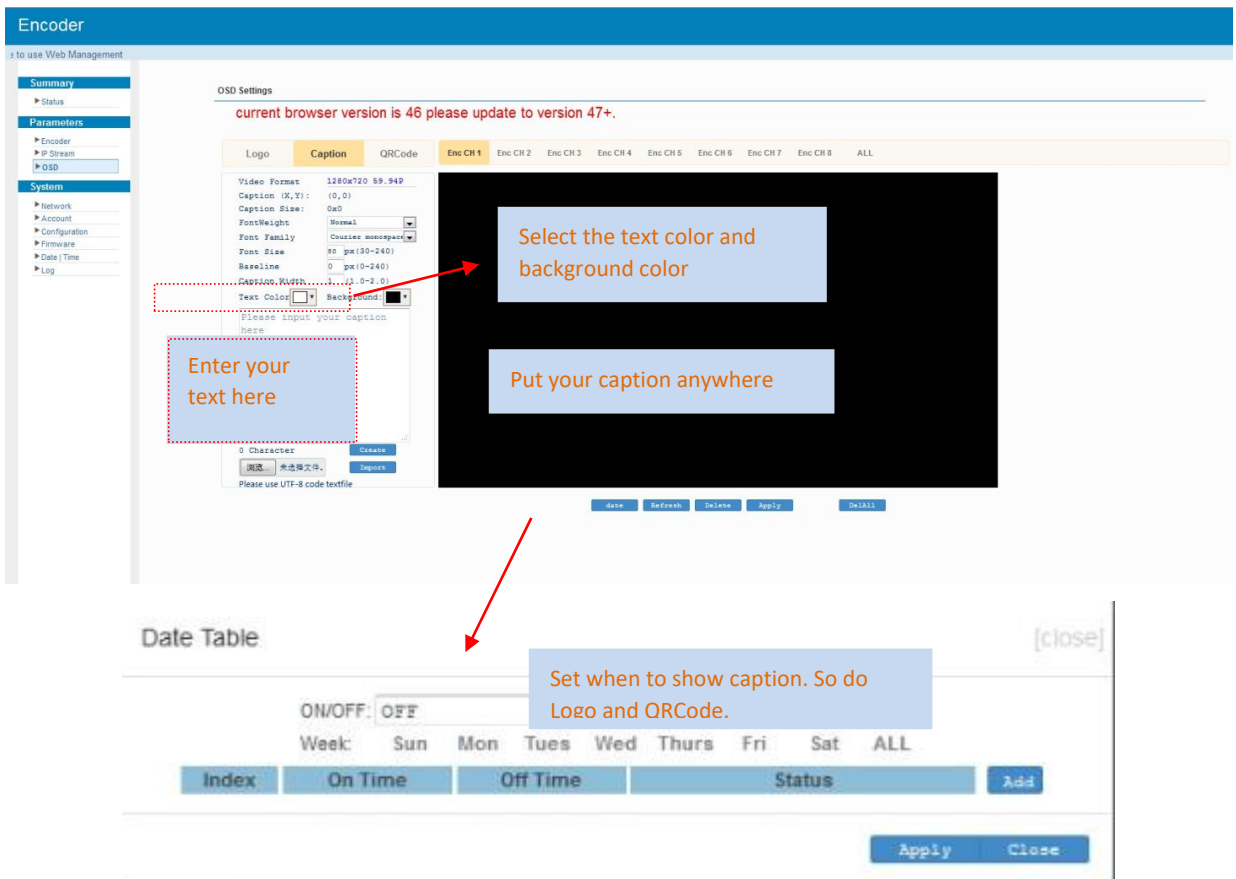 Encoder
to use Web Management
Summary
Status
Parameters
Encoder
IP Stream
OSD
System
Network
Account
Configuration
Firmware
Date | Time
Log
OSD Settings
current browser version is 46 please update to version 47+.
Logo Caption QRCode
Enc CH 1 Enc CH 2 Enc CH 3 Enc CH 4 Enc CH 5 Enc CH 6 Enc CH 7 Enc CH 8 ALL
Video Format 1280x720 59.94P
Caption (X,Y): (0,0)
Caption Size: 0x0
FontWeight Normal
Font Family Courier monospace
Font Size 80 px(30-240)
Baseline 0 px(0-240)
Caption Width 1 (1.0-2.0)
Text Color Background:
Please input your caption
here
Select the text color and
background color
Enter your
text here
Put your caption anywhere
0 Character Create
浏览... 未选择文件。 Import
Please use UTF-8 code textfile
date Refresh Delete Apply DelAll
Date Table [close]
Set when to show caption. So do
Logo and QRCode.
ON/OFF: OFF
Week: Sun Mon Tues Wed Thurs Fri Sat ALL
Index On Time Off Time Status Add
Apply Close